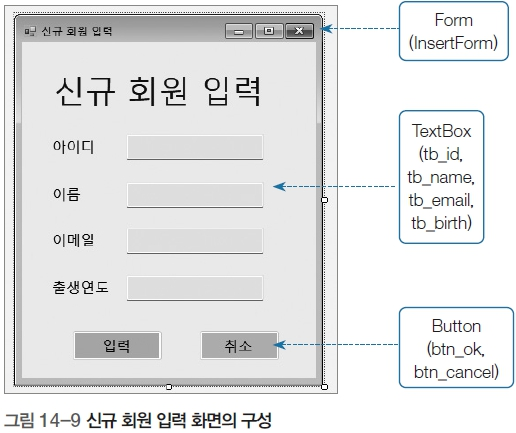 신규 회원 입력
신규 회원 입력
아이디
이름
이메일
출생연도
입력
취소
Form
(InsertForm)
TextBox
(tb_id,
tb_name,
tb_email,
tb_birth)
Button
(btn_ok,
btn_cancel)
그림 14-9 신규 회원 입력 화면의 구성